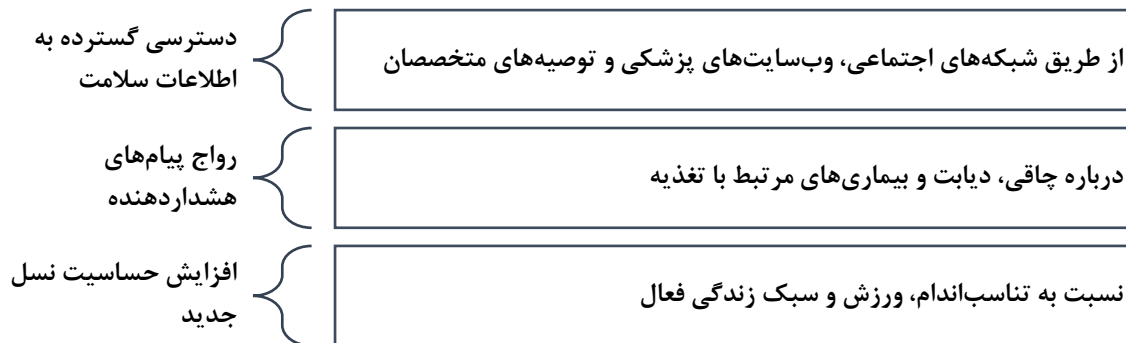 دسترسی گسترده به
اطلاعات سلامت
از طریق شبکه‌های اجتماعی، وب‌سایت‌های پزشکی و توصیه‌های متخصصان
رواج پیام‌های
هشداردهنده
درباره چاقی، دیابت و بیماری‌های مرتبط با تغذیه
افزایش حساسیت نسل
جدید
نسبت به تناسب‌اندام، ورزش و سبک زندگی فعال